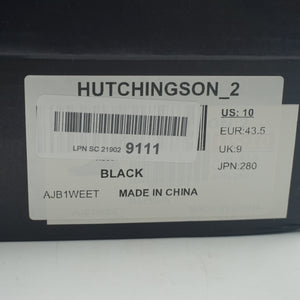 HUTCHINGSON_2
US: 10
EUR:43.5
UK:9
JPN:280
LPN SC 21902 9111
BLACK
AJB1WEET MADE IN CHINA